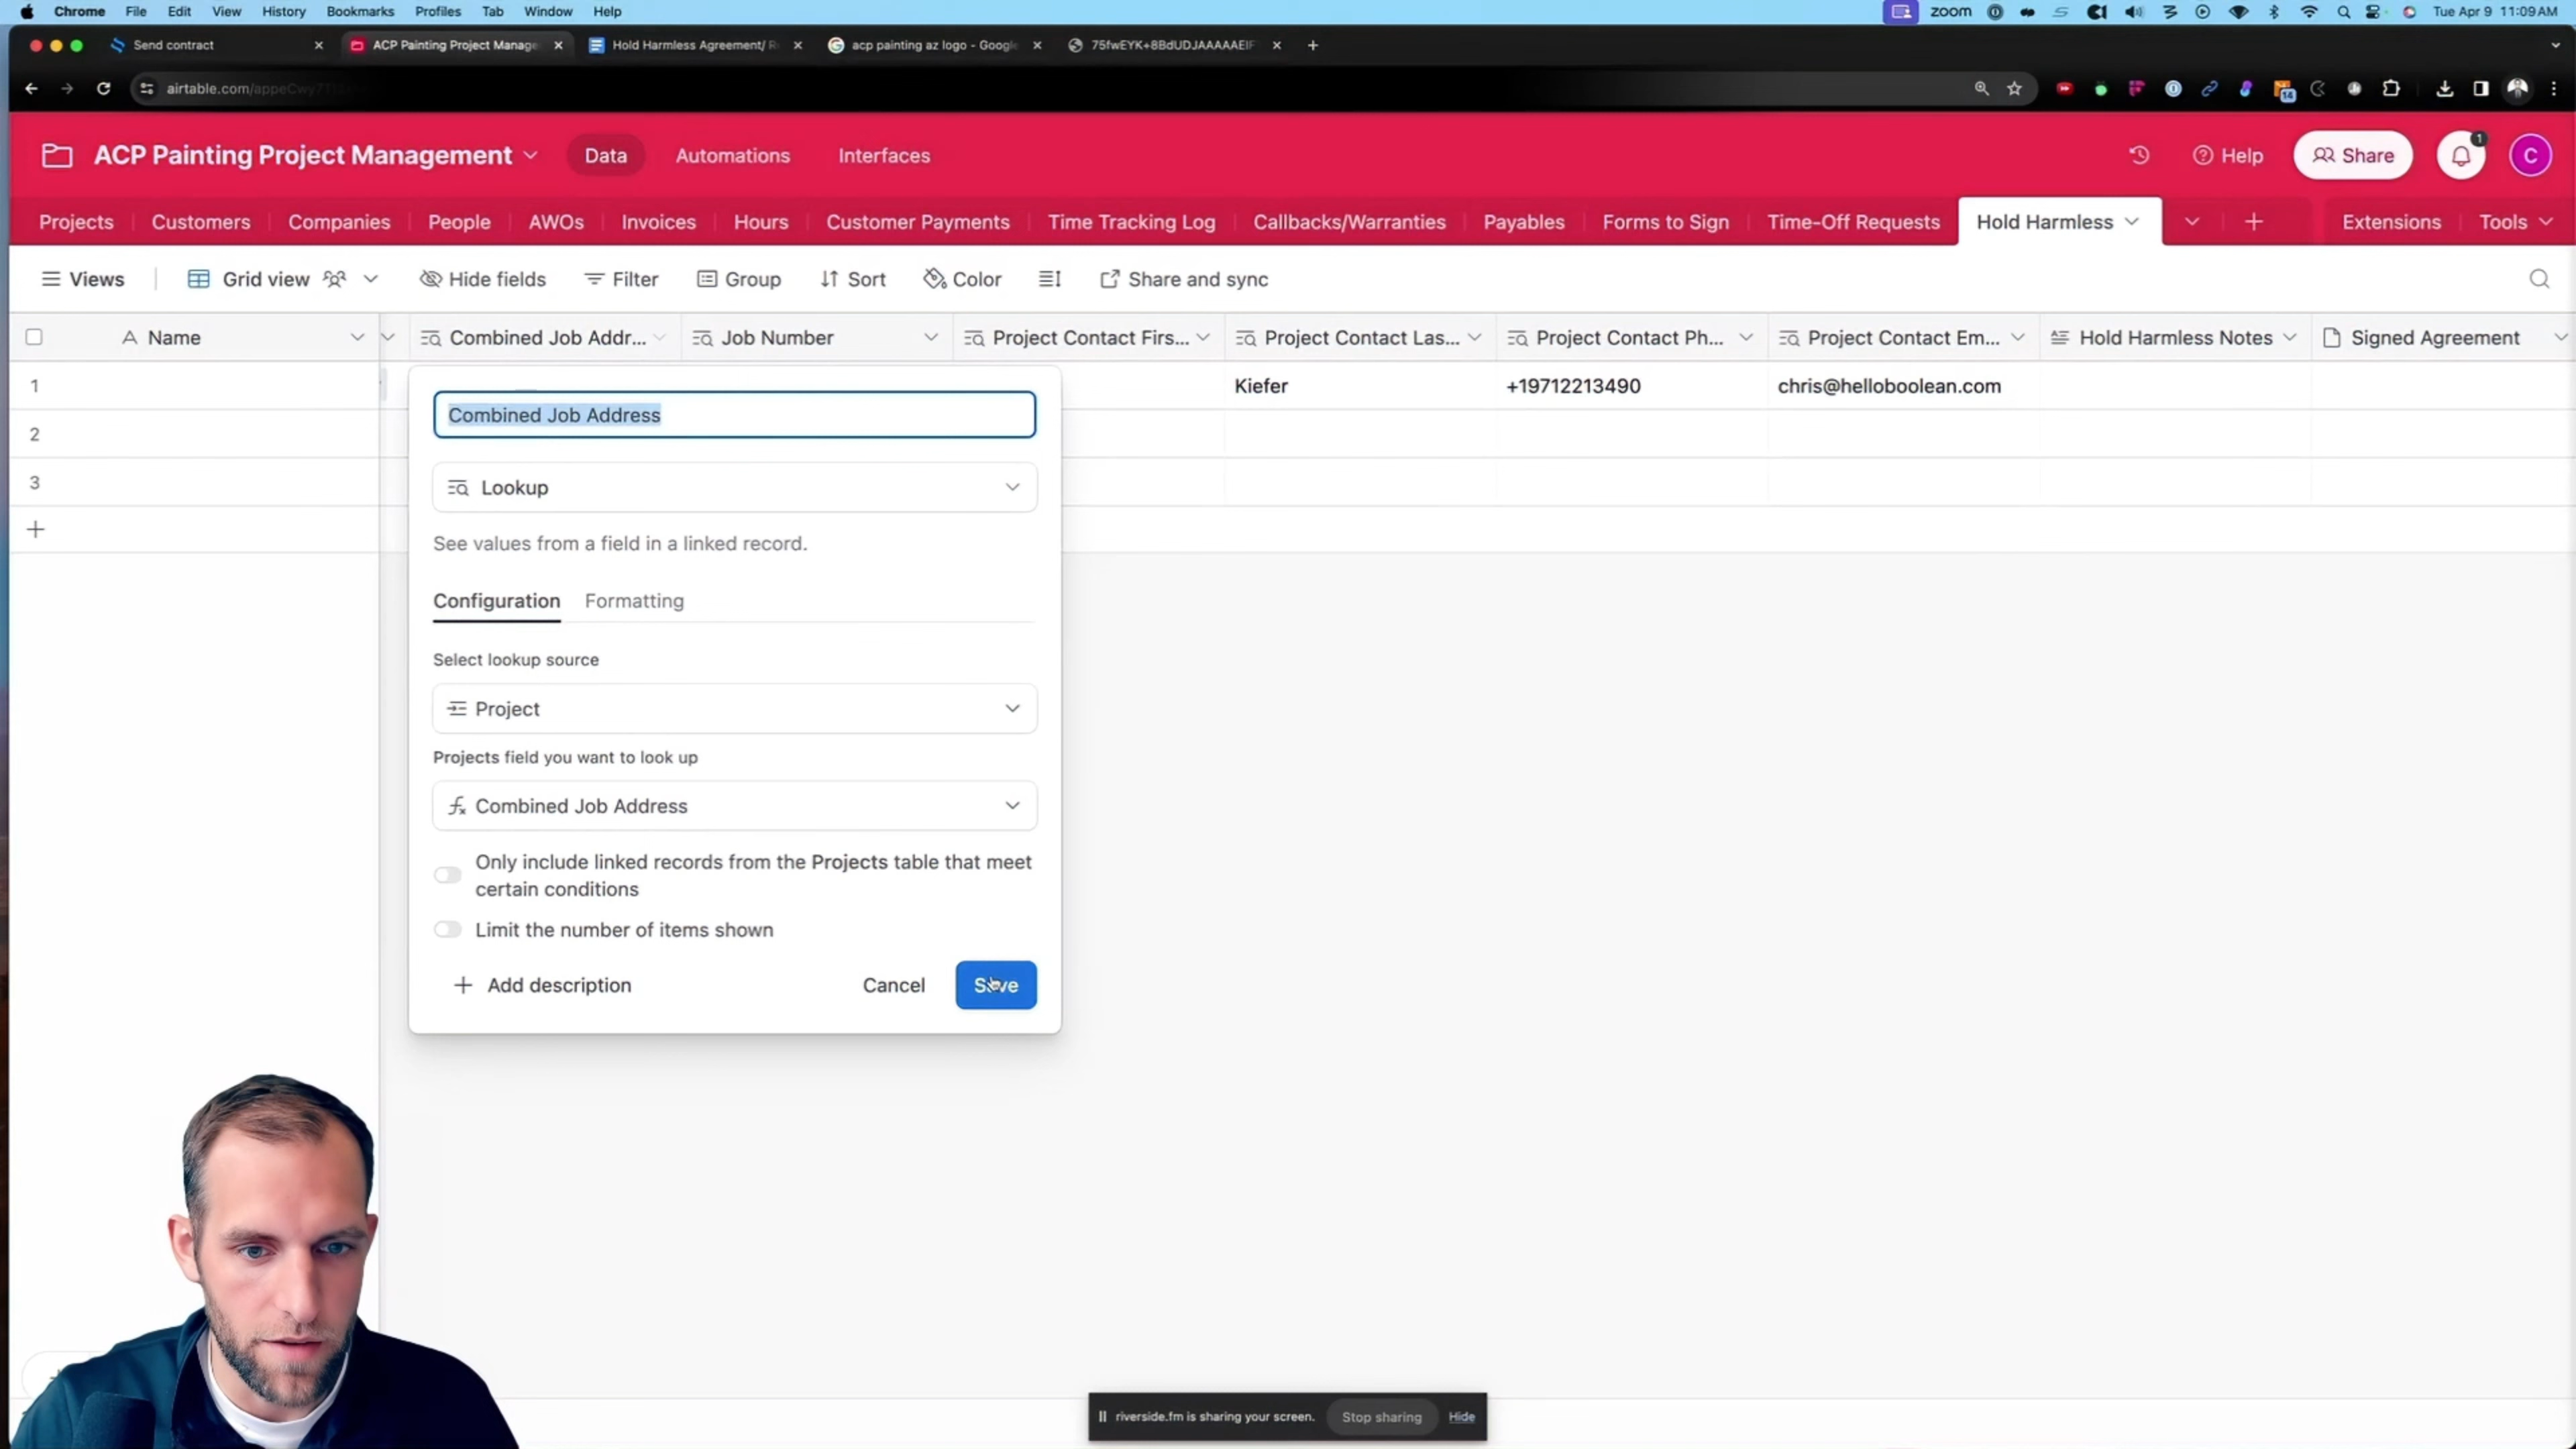 Chrome File Edit View History Bookmarks Profiles Tab Window Help zoom Tue Apr 9 11:09 AM
Send contract ACP Painting Project Manage Hold Harmless Agreement/ R acp painting az logo - Google 75fwEYK+8BdUDJAAAAAElF
airtable.com/appeCwy7T 14
ACP Painting Project Management Data Automations Interfaces Help Share 1 C
Projects Customers Companies People AWOs Invoices Hours Customer Payments Time Tracking Log Callbacks/Warranties Payables Forms to Sign Time-Off Requests Hold Harmless Extensions Tools
Views Grid view Hide fields Filter Group Sort Color Share and sync
Name Combined Job Addr... Job Number Project Contact Firs... Project Contact Las... Project Contact Ph... Project Contact Em... Hold Harmless Notes Signed Agreement
1 Kiefer +19712213490 chris@helloboolean.com
Combined Job Address
2
3
Lookup
See values from a field in a linked record.
Configuration Formatting
Select lookup source
Project
Projects field you want to look up
Combined Job Address
Only include linked records from the Projects table that meet
certain conditions
Limit the number of items shown
Add description Cancel Save
riverside.fm is sharing your screen. Stop sharing Hide